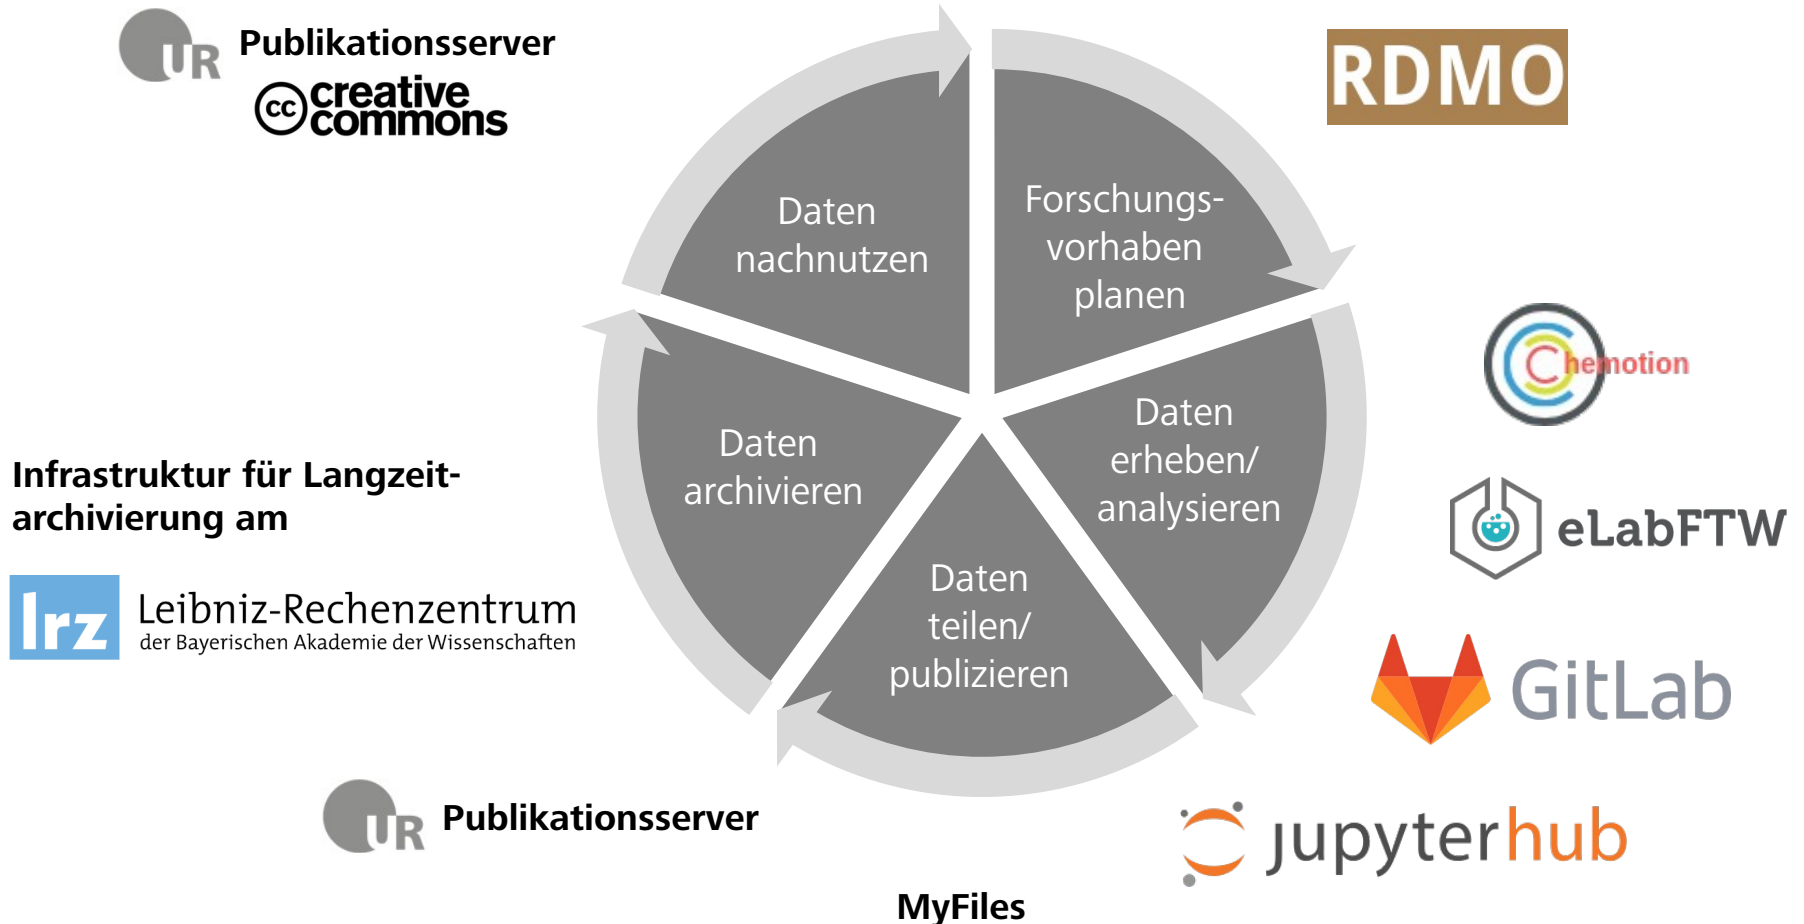 UR Publikationsserver
cc creative
commons
RDMO
Daten
nachnutzen
Forschungs-
vorhaben
planen
Chemotion
Daten
erheben/
analysieren
eLabFTW
Daten
archivieren
Infrastruktur für Langzeit-
archivierung am
lrz Leibniz-Rechenzentrum
der Bayerischen Akademie der Wissenschaften
Daten
teilen/
publizieren
GitLab
UR Publikationsserver
jupyterhub
MyFiles